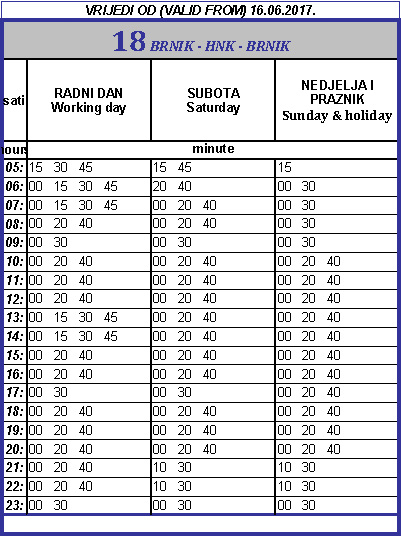 VRIJEDI OD (VALID FROM) 16.06.2017.
18 BRNIK - HNK - BRNIK
sati
RADNI DAN
Working day
SUBOTA
Saturday
NEDJELJA I
PRAZNIK
Sunday & holiday
hours
minute
05: 15 30 45 15 45 15
06: 00 15 30 45 20 40 00 30
07: 00 15 30 45 00 20 40 00 30
08: 00 20 40 00 20 40 00 30
09: 00 30 00 30 00 30
10: 00 20 40 00 20 40 00 20 40
11: 00 20 40 00 20 40 00 20 40
12: 00 20 40 00 20 40 00 20 40
13: 00 15 30 45 00 20 40 00 20 40
14: 00 15 30 45 00 20 40 00 20 40
15: 00 20 40 00 20 40 00 20 40
16: 00 20 40 00 20 40 00 20 40
17: 00 30 00 30 00 20 40
18: 00 20 40 00 20 40 00 20 40
19: 00 20 40 00 20 40 00 20 40
20: 00 20 40 00 20 40 00 20 40
21: 00 20 40 10 30 10 30
22: 00 20 40 10 30 10 30
23: 00 30 00 30 00 30